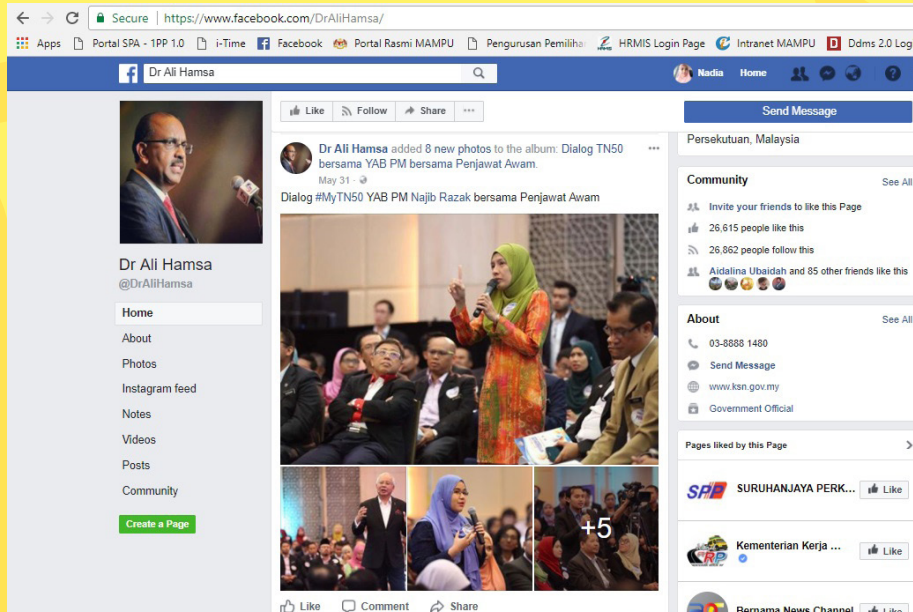 Secure | https://www.facebook.com/DrAliHamsa/
Apps Portal SPA - 1PP 1.0 i-Time Facebook Portal Rasmi MAMPU Pengurusan Pemiliha HRMIS Login Page Intranet MAMPU Ddms 2.0 Logi
Dr Ali Hamsa
Nadia Home
Like Follow Share
Send Message
Dr Ali Hamsa added 8 new photos to the album: Dialog TN50
bersama YAB PM bersama Penjawat Awam.
May 31
Dialog #MyTN50 YAB PM Najib Razak bersama Penjawat Awam
+5
Like Comment Share
Dr Ali Hamsa
@DrAliHamsa
Home
About
Photos
Instagram feed
Notes
Videos
Posts
Community
Create a Page
Persekutuan, Malaysia
Community See All
Invite your friends to like this Page
26,615 people like this
26,862 people follow this
Aidalina Ubaidah and 85 other friends like this
About See All
03-8888 1480
Send Message
www.ksn.gov.my
Government Official
Pages liked by this Page
SPP SURUHANJAYA PERK... Like
CRP Kementerian Kerja ... Like
Bernama News Channel Like